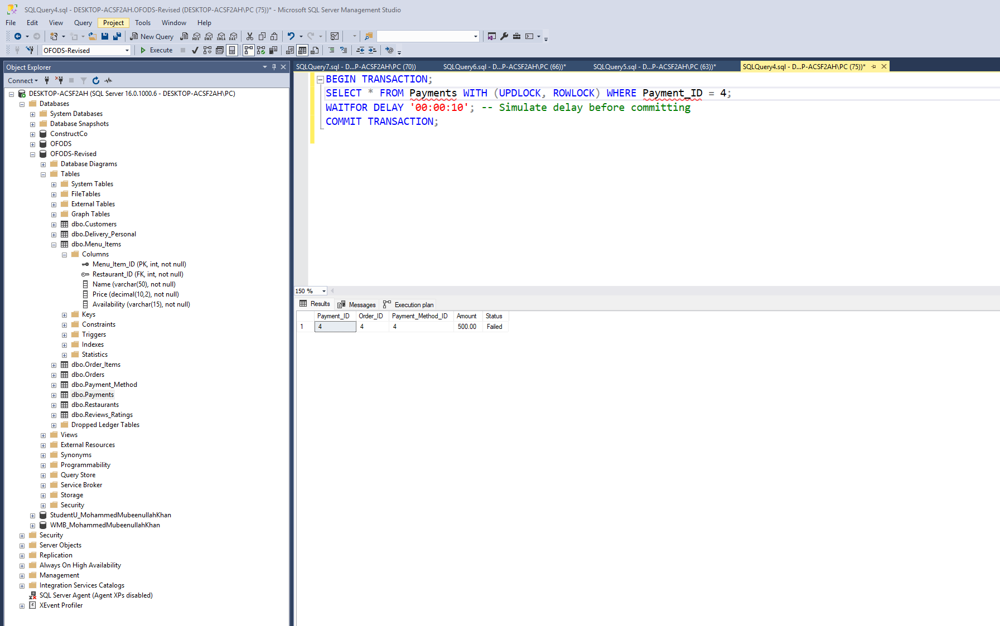 SQLQuery4.sql - DESKTOP-ACSF2AH.OFODS-Revised (DESKTOP-ACSF2AH\PC (75))* - Microsoft SQL Server Management Studio
File Edit View Query Project Tools Window Help
New Query MDX DMX XMLA DAX
OFODS-Revised Execute
Object Explorer
Connect
DESKTOP-ACSF2AH (SQL Server 16.0.1000.6 - DESKTOP-ACSF2AH\PC)
Databases
System Databases
Database Snapshots
ConstructCo
OFODS
OFODS-Revised
Database Diagrams
Tables
System Tables
FileTables
External Tables
Graph Tables
dbo.Customers
dbo.Delivery_Personal
dbo.Menu_Items
Columns
Menu_Item_ID (PK, int, not null)
Restaurant_ID (FK, int, not null)
Name (varchar(50), not null)
Price (decimal(10,2), not null)
Availability (varchar(15), not null)
Keys
Constraints
Triggers
Indexes
Statistics
dbo.Order_Items
dbo.Orders
dbo.Payment_Method
dbo.Payments
dbo.Restaurants
dbo.Reviews_Ratings
Dropped Ledger Tables
Views
External Resources
Synonyms
Programmability
Query Store
Service Broker
Storage
Security
StudentU_MohammedMubeenullahKhan
WMB_MohammedMubeenullahKhan
Security
Server Objects
Replication
Always On High Availability
Management
Integration Services Catalogs
SQL Server Agent (Agent XPs disabled)
XEvent Profiler
SQLQuery7.sql - D...P-ACSF2AH\PC (70)) SQLQuery6.sql - D...P-ACSF2AH\PC (66))* SQLQuery5.sql - D...P-ACSF2AH\PC (63))* SQLQuery4.sql - D...P-ACSF2AH\PC (75))*
BEGIN TRANSACTION;
SELECT * FROM Payments WITH (UPDLOCK, ROWLOCK) WHERE Payment_ID = 4;
WAITFOR DELAY '00:00:10'; -- Simulate delay before committing
COMMIT TRANSACTION;
150 %
Results Messages Execution plan
Payment_ID Order_ID Payment_Method_ID Amount Status
1 4 4 4 500.00 Failed